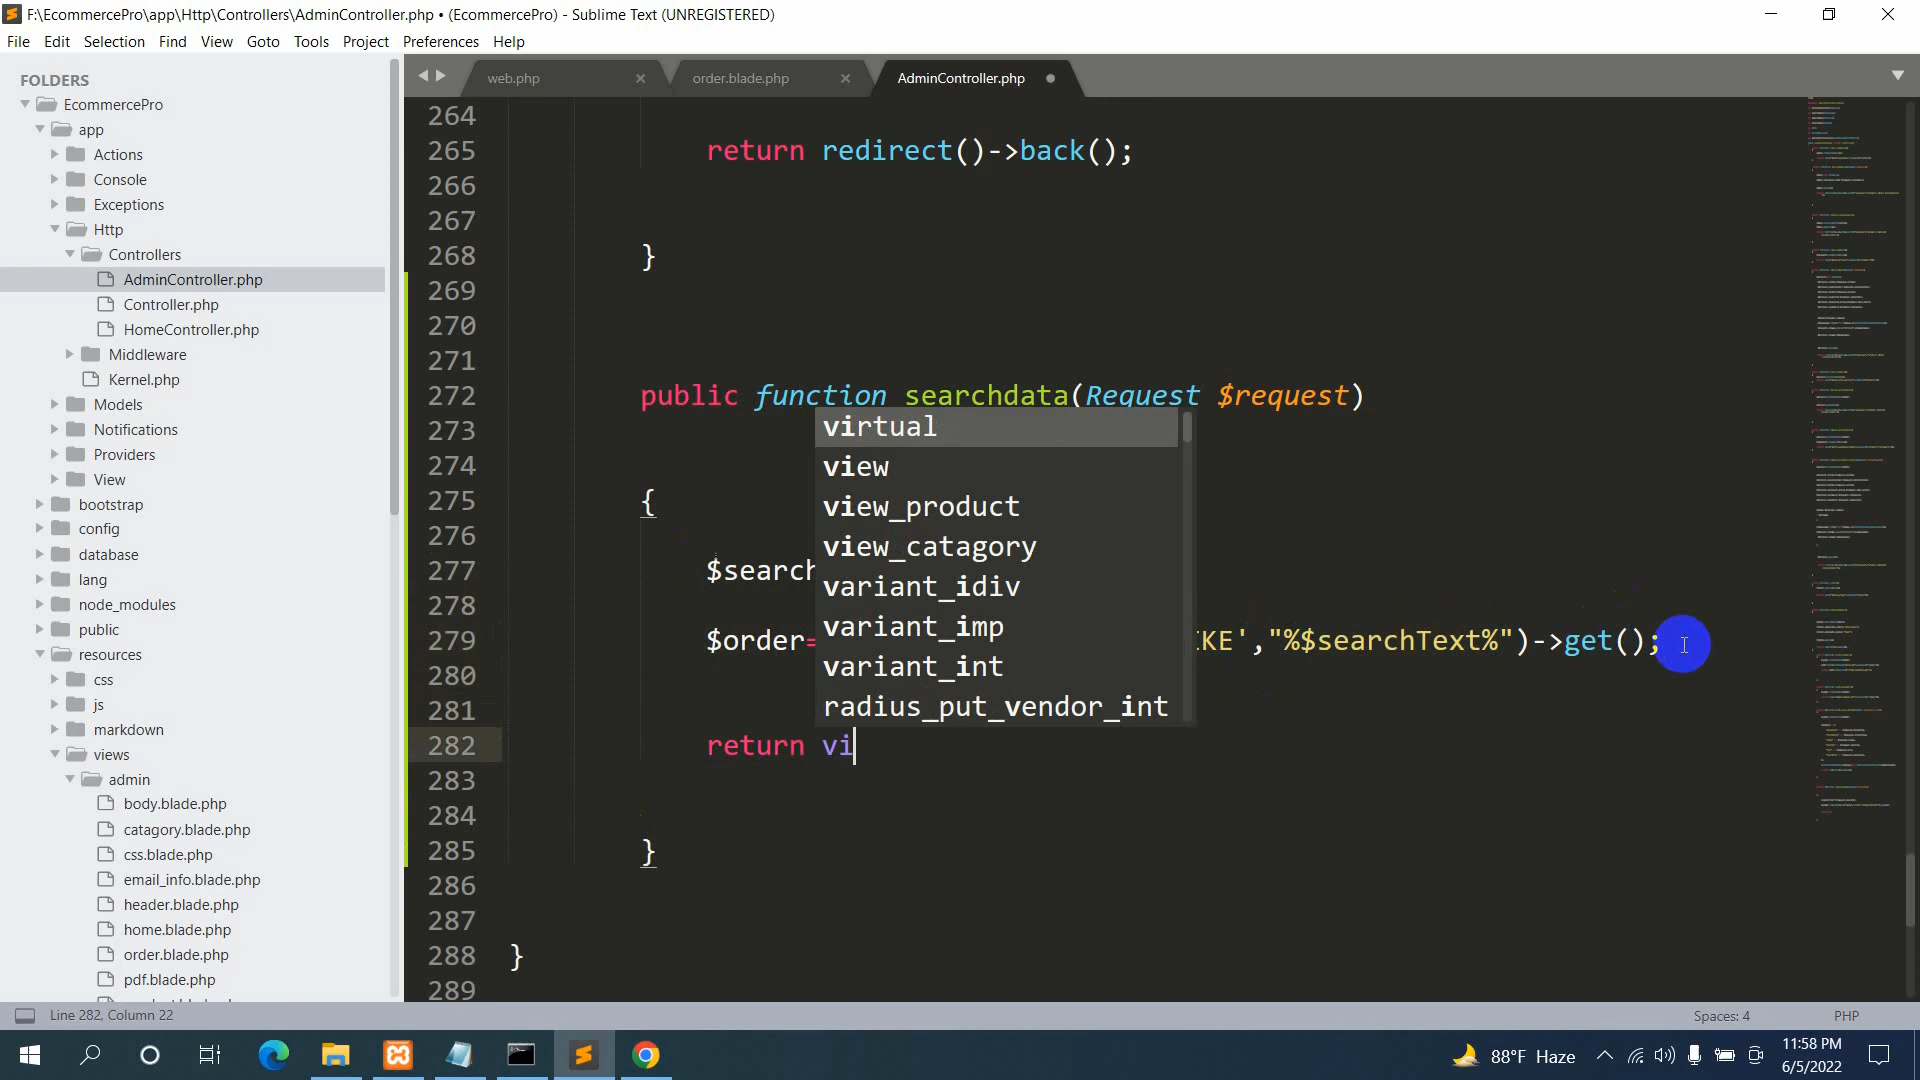 F:\EcommercePro\app\Http\Controllers\AdminController.php • (EcommercePro) - Sublime Text (UNREGISTERED)
File Edit Selection Find View Goto Tools Project Preferences Help
FOLDERS
EcommercePro
app
Actions
Console
Exceptions
Http
Controllers
AdminController.php
Controller.php
HomeController.php
Middleware
Kernel.php
Models
Notifications
Providers
View
bootstrap
config
database
lang
node_modules
public
resources
css
js
markdown
views
admin
body.blade.php
catagory.blade.php
css.blade.php
email_info.blade.php
header.blade.php
home.blade.php
order.blade.php
pdf.blade.php
web.php order.blade.php AdminController.php
264
265 return redirect()->back();
266
267
268 }
269
270
271
272 public function searchdata(Request $request)
273
274
275 {
276
277 $search
278
279 $order= IKE',"%$searchText%")->get();
280
281
282 return vi
283
284
285 }
286
287
288 }
289
virtual
view
view_product
view_catagory
variant_idiv
variant_imp
variant_int
radius_put_vendor_int
Line 282, Column 22 Spaces: 4 PHP
88°F Haze 11:58 PM
6/5/2022